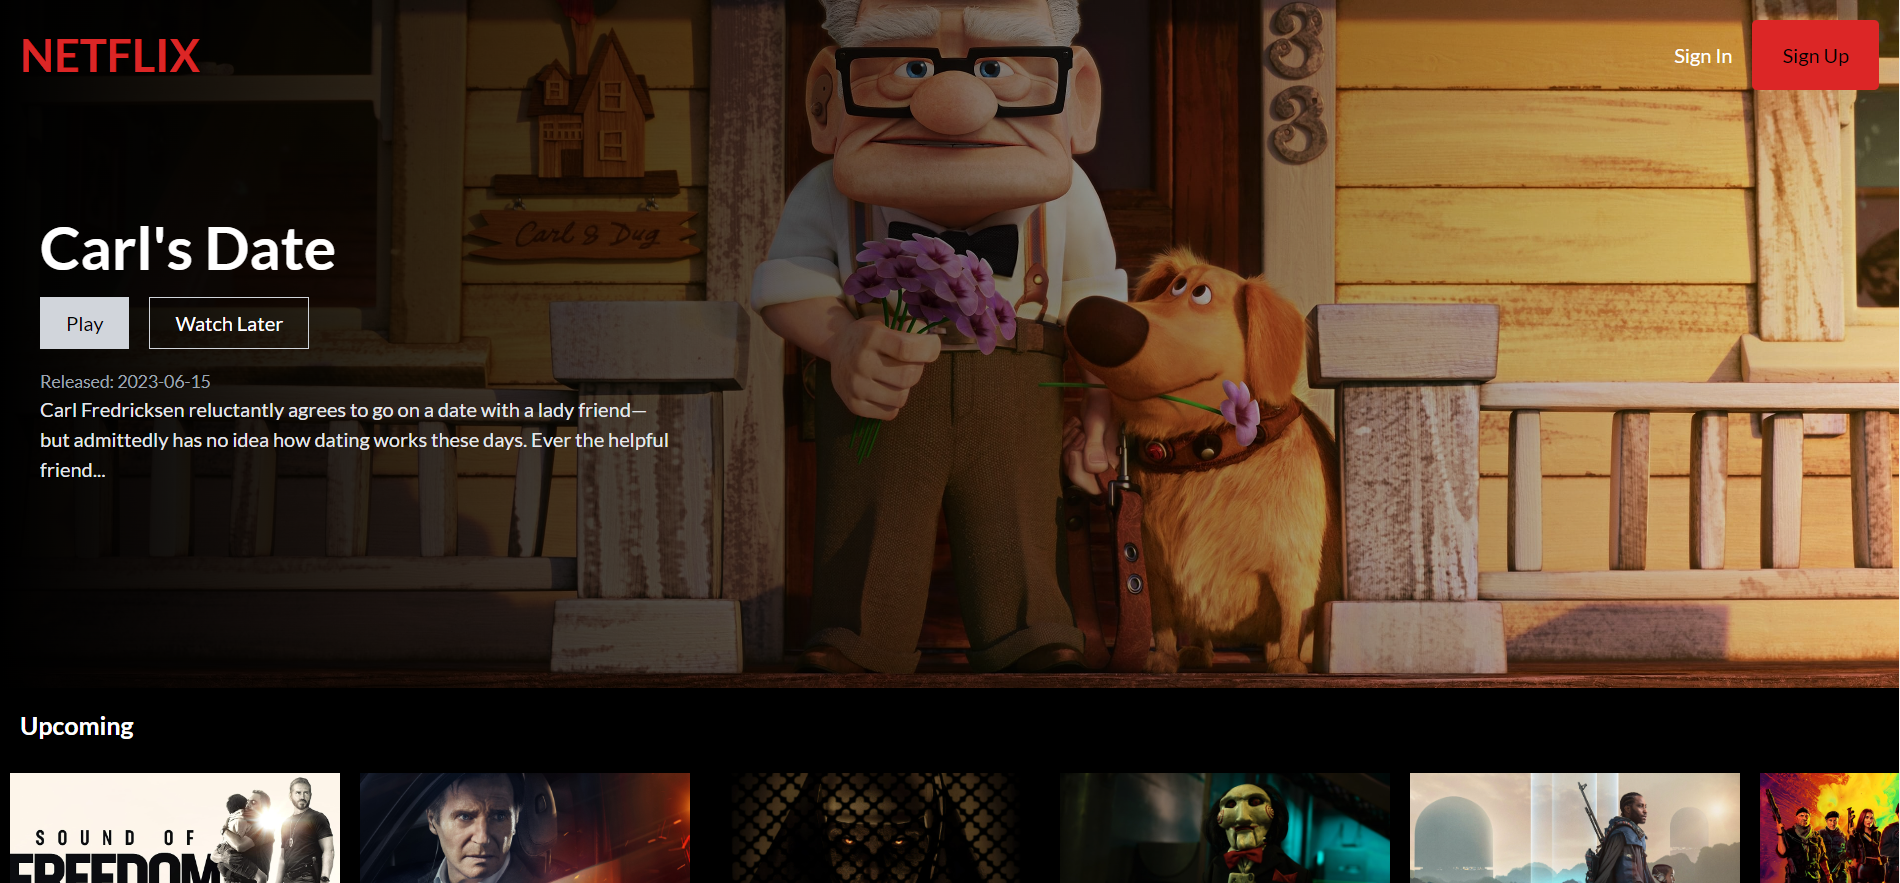 NETFLIX
Sign In
Sign Up
3
3
Carl & Dug
Carl's Date
Play
Watch Later
Released: 2023-06-15
Carl Fredricksen reluctantly agrees to go on a date with a lady friend—
but admittedly has no idea how dating works these days. Ever the helpful
friend...
Upcoming
SOUND OF
FREEDOM